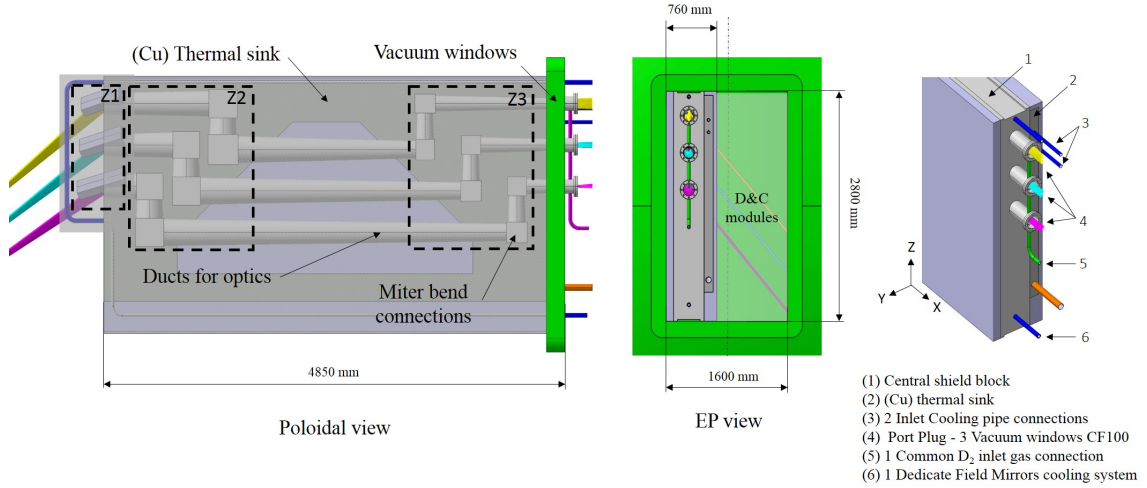 (Cu) Thermal sink
Vacuum windows
Z1
Z2
Z3
Ducts for optics
Miter bend
connections
4850 mm
Poloidal view
760 mm
D&C
modules
2800 mm
1600 mm
EP view
1
2
3
4
5
6
Z
Y
X
(1) Central shield block
(2) (Cu) thermal sink
(3) 2 Inlet Cooling pipe connections
(4) Port Plug - 3 Vacuum windows CF100
(5) 1 Common D₂ inlet gas connection
(6) 1 Dedicate Field Mirrors cooling system